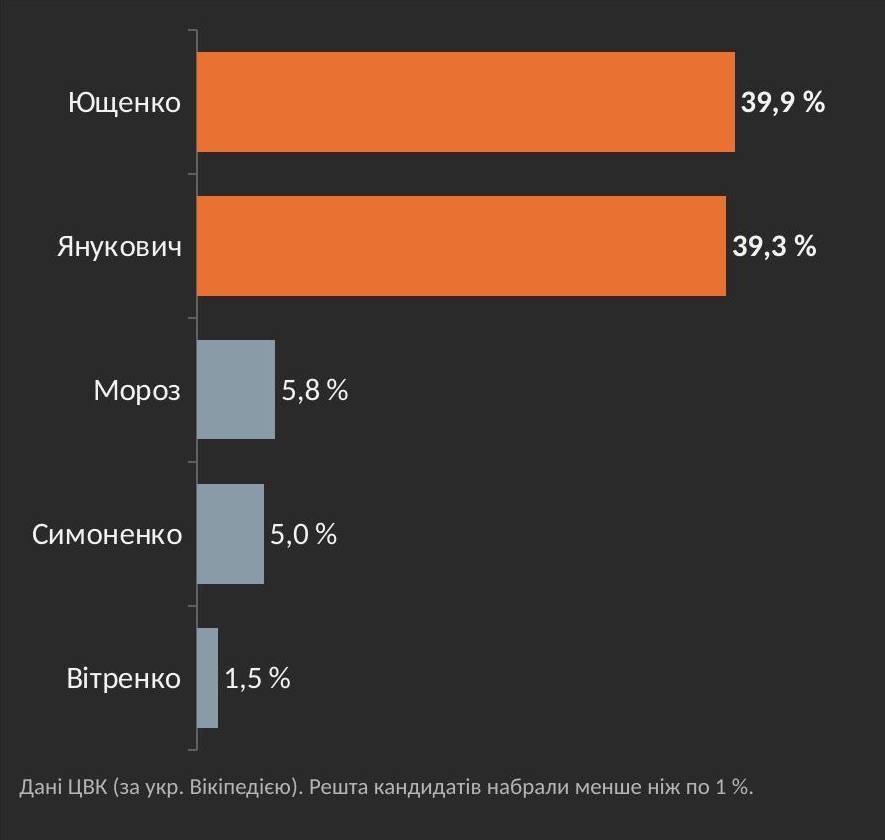 Ющенко 39,9 %
Янукович 39,3 %
Мороз 5,8 %
Симоненко 5,0 %
Вітренко 1,5 %
Дані ЦВК (за укр. Вікіпедією). Решта кандидатів набрали менше ніж по 1 %.